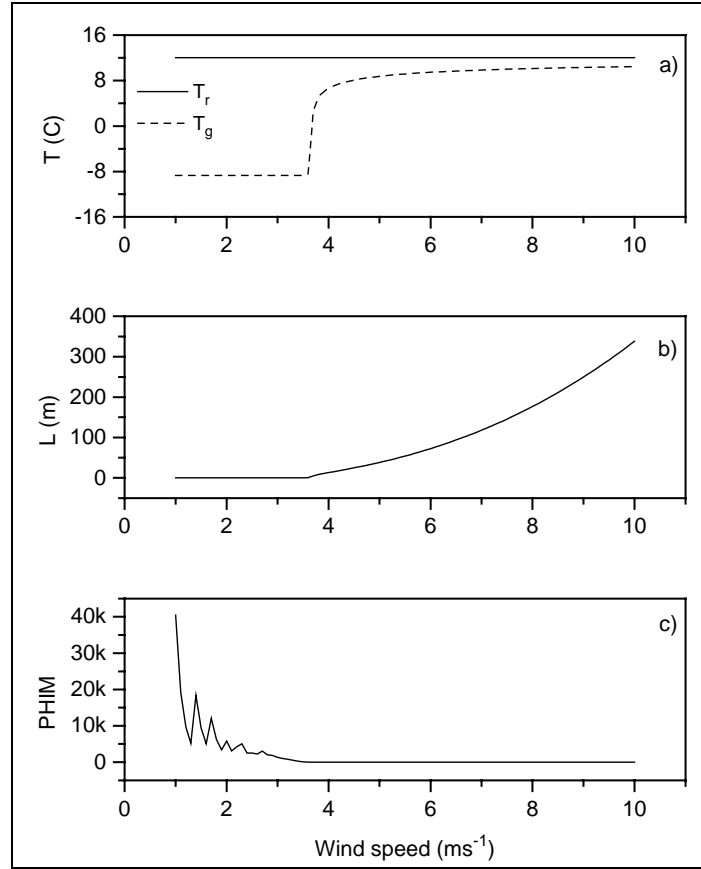 16
8
0
-8
-16
T (C)
a)
T_r
T_g
0 2 4 6 8 10
400
300
200
100
0
L (m)
b)
0 2 4 6 8 10
40k
30k
20k
10k
0
PHIM
c)
0 2 4 6 8 10
Wind speed (ms⁻¹)